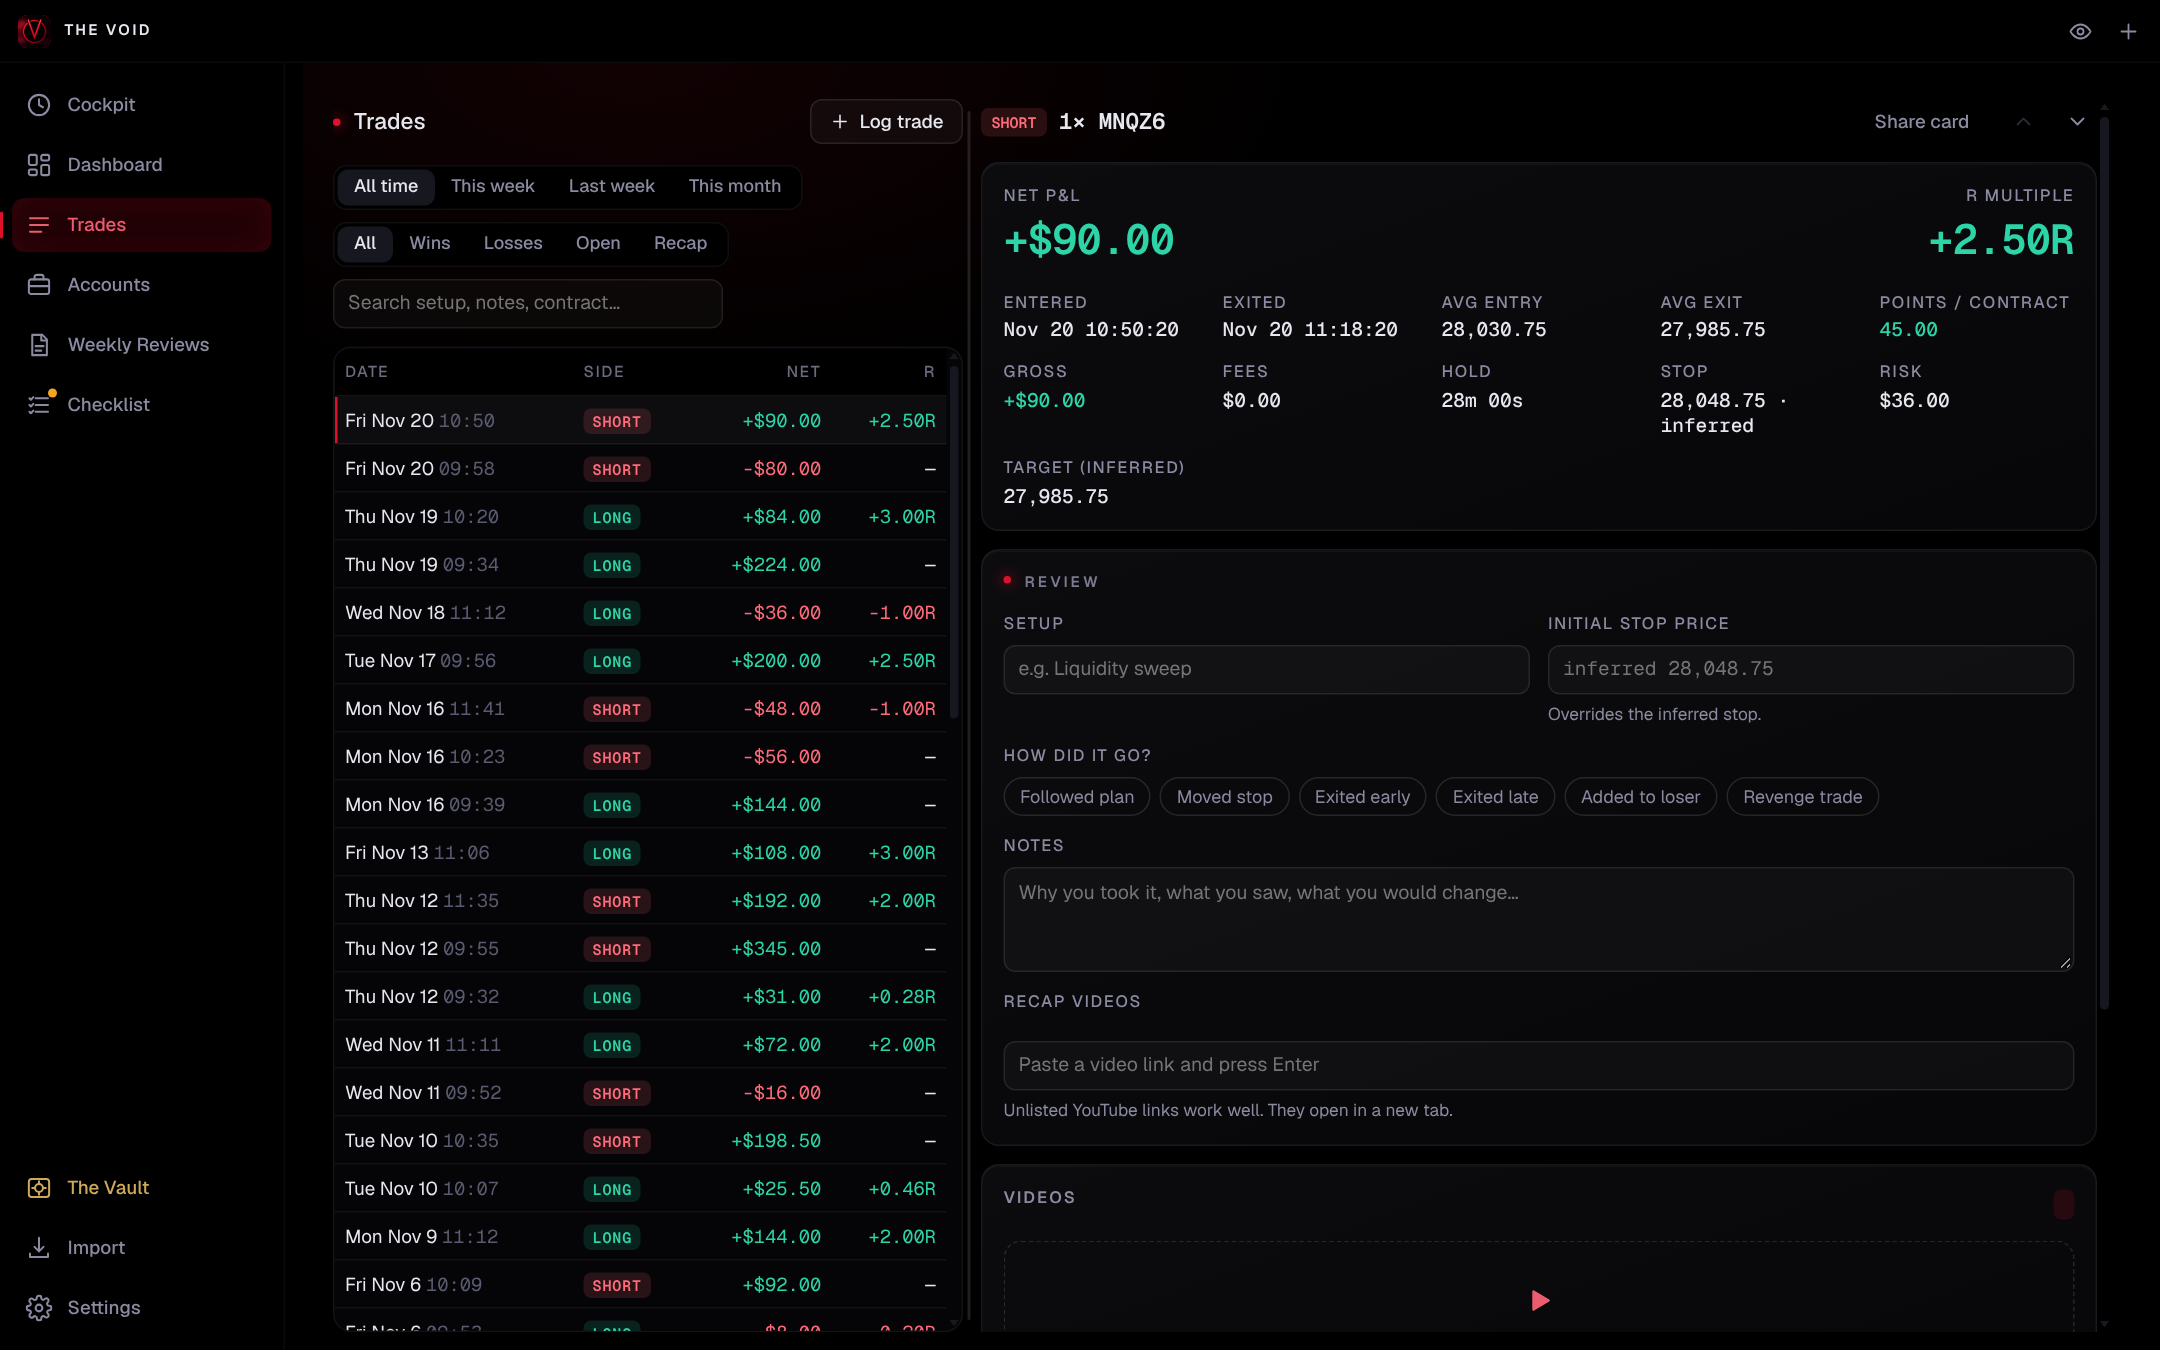 THE VOID
Cockpit
Dashboard
Trades
Accounts
Weekly Reviews
Checklist
The Vault
Import
Settings
Trades
+ Log trade
All time This week Last week This month
All Wins Losses Open Recap
Search setup, notes, contract…
DATE SIDE NET R
Fri Nov 20 10:50 SHORT +$90.00 +2.50R
Fri Nov 20 09:58 SHORT -$80.00 —
Thu Nov 19 10:20 LONG +$84.00 +3.00R
Thu Nov 19 09:34 LONG +$224.00 —
Wed Nov 18 11:12 LONG -$36.00 -1.00R
Tue Nov 17 09:56 LONG +$200.00 +2.50R
Mon Nov 16 11:41 SHORT -$48.00 -1.00R
Mon Nov 16 10:23 SHORT -$56.00 —
Mon Nov 16 09:39 LONG +$144.00 —
Fri Nov 13 11:06 LONG +$108.00 +3.00R
Thu Nov 12 11:35 SHORT +$192.00 +2.00R
Thu Nov 12 09:55 SHORT +$345.00 —
Thu Nov 12 09:32 LONG +$31.00 +0.28R
Wed Nov 11 11:11 LONG +$72.00 +2.00R
Wed Nov 11 09:52 SHORT -$16.00 —
Tue Nov 10 10:35 SHORT +$198.50 —
Tue Nov 10 10:07 LONG +$25.50 +0.46R
Mon Nov 9 11:12 LONG +$144.00 +2.00R
Fri Nov 6 10:09 SHORT +$92.00 —
Fri Nov 6
SHORT 1× MNQZ6
Share card
NET P&L R MULTIPLE
+$90.00 +2.50R
ENTERED EXITED AVG ENTRY AVG EXIT POINTS / CONTRACT
Nov 20 10:50:20 Nov 20 11:18:20 28,030.75 27,985.75 45.00
GROSS FEES HOLD STOP RISK
+$90.00 $0.00 28m 00s 28,048.75 · $36.00
inferred
TARGET (INFERRED)
27,985.75
REVIEW
SETUP INITIAL STOP PRICE
e.g. Liquidity sweep inferred 28,048.75
Overrides the inferred stop.
HOW DID IT GO?
Followed plan Moved stop Exited early Exited late Added to loser Revenge trade
NOTES
Why you took it, what you saw, what you would change…
RECAP VIDEOS
Paste a video link and press Enter
Unlisted YouTube links work well. They open in a new tab.
VIDEOS